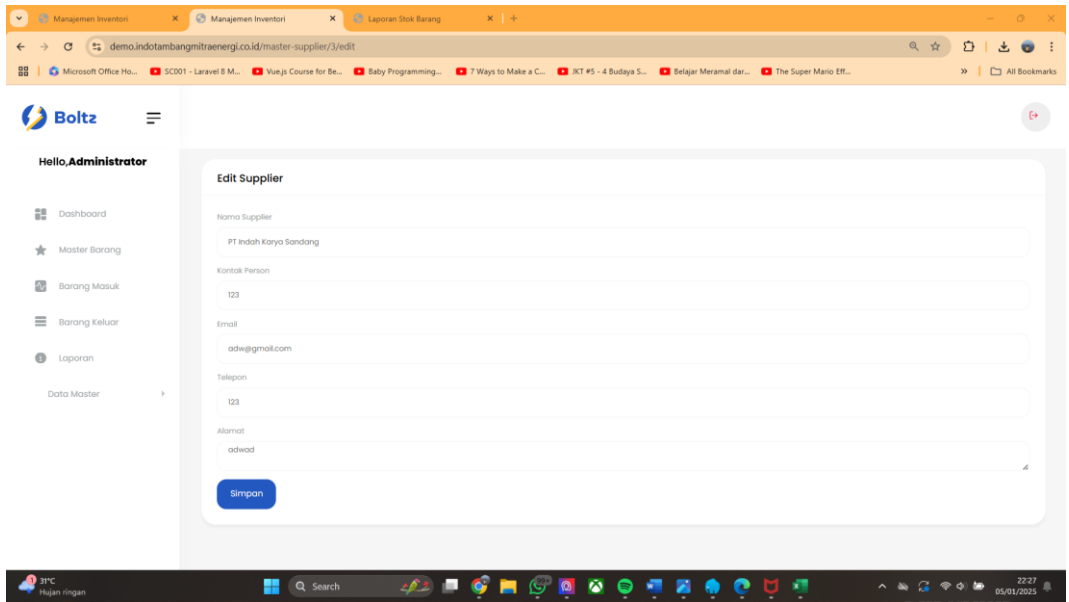 Manajemen Inventori
Manajemen Inventori
Laporan Stok Barang
demo.indotambangmitraenergi.co.id/master-supplier/3/edit
Microsoft Office Ho...
SC001 - Laravel 8 M...
Vue.js Course for Be...
Baby Programming...
7 Ways to Make a C...
JKT #5 - 4 Budaya S...
Belajar Meramal dar...
The Super Mario Eff...
All Bookmarks
Boltz
Hello,Administrator
Dashboard
Master Barang
Barang Masuk
Barang Keluar
Laporan
Data Master
Edit Supplier
Nama Supplier
PT Indah Karya Sandang
Kontak Person
123
Email
adw@gmail.com
Telepon
123
Alamat
adwad
Simpan
1
31°C
Hujan ringan
Search
22:27
05/01/2025